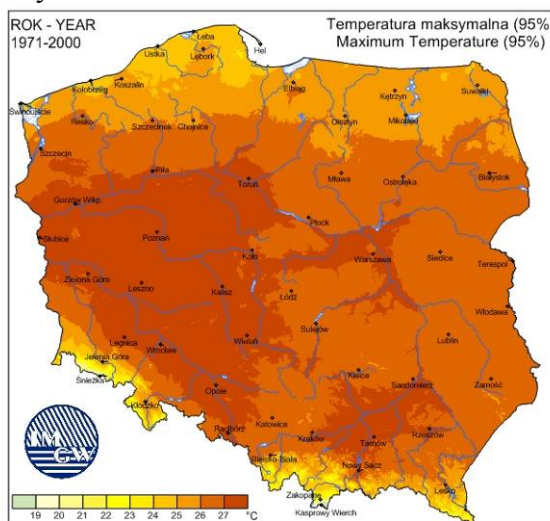 ROK - YEAR
1971-2000
Temperatura maksymalna (95%)
Maximum Temperature (95%)
Łeba
Hel
Ustka
Lębork
Kołobrzeg
Koszalin
Elbląg
Kętrzyn
Suwałki
Świnoujście
Resko
Szczecinek
Chojnice
Olsztyn
Mikołajki
Szczecin
Piła
Toruń
Mława
Ostrołęka
Białystok
Gorzów Wlkp.
Płock
Słubice
Poznań
Koło
Warszawa
Siedlce
Terespol
Zielona Góra
Leszno
Kalisz
Łódź
Włodawa
Sulejów
Legnica
Wrocław
Wieluń
Lublin
Jelenia Góra
Śnieżka
Kielce
Sandomierz
Zamość
Opole
Kłodzko
Katowice
Racibórz
Kraków
Tarnów
Rzeszów
Bielsko-Biała
Nowy Sącz
Lesko
Zakopane
Kasprowy Wierch
IM
GW
19 20 21 22 23 24 25 26 27 °C